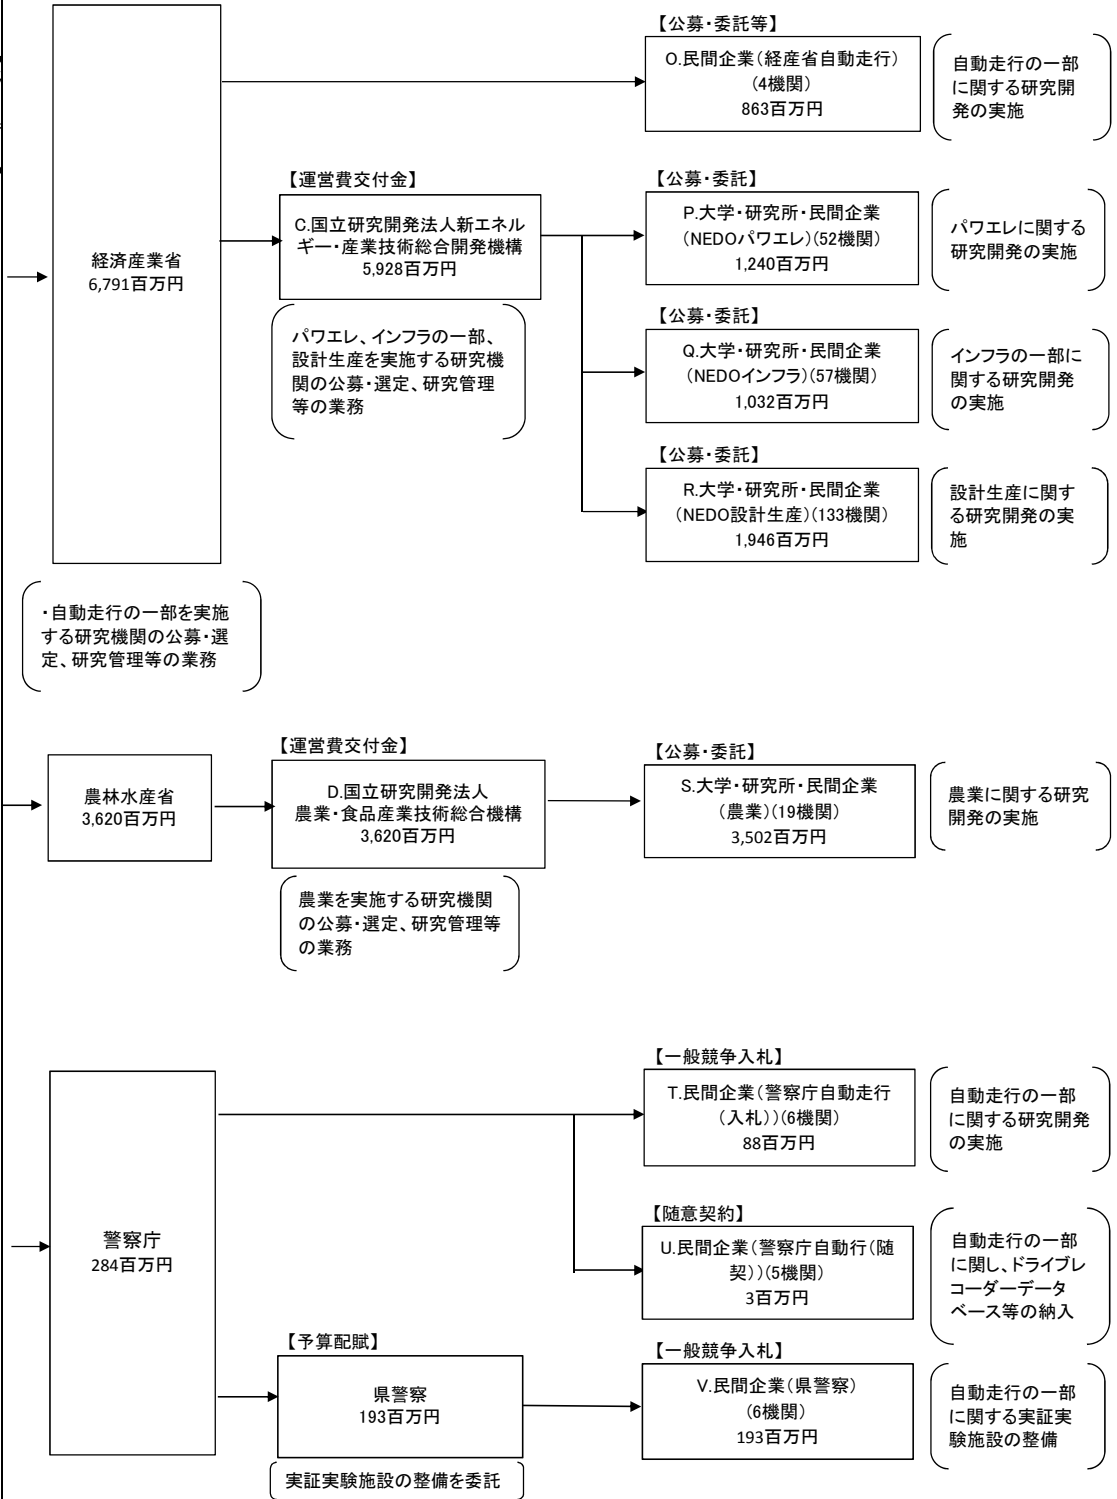 【公募・委託等】
O.民間企業(経産省自動走行)
(4機関)
863百万円
自動走行の一部
に関する研究開
発の実施
経済産業省
6,791百万円
【運営費交付金】
C.国立研究開発法人新エネル
ギー・産業技術総合開発機構
5,928百万円
パワエレ、インフラの一部、
設計生産を実施する研究機
関の公募・選定、研究管理
等の業務
【公募・委託】
P.大学・研究所・民間企業
(NEDOパワエレ)(52機関)
1,240百万円
パワエレに関する
研究開発の実施
【公募・委託】
Q.大学・研究所・民間企業
(NEDOインフラ)(57機関)
1,032百万円
インフラの一部に
関する研究開発
の実施
【公募・委託】
R.大学・研究所・民間企業
(NEDO設計生産)(133機関)
1,946百万円
設計生産に関す
る研究開発の実
施
・自動走行の一部を実施
する研究機関の公募・選
定、研究管理等の業務
農林水産省
3,620百万円
【運営費交付金】
D.国立研究開発法人
農業・食品産業技術総合機構
3,620百万円
農業を実施する研究機関
の公募・選定、研究管理等
の業務
【公募・委託】
S.大学・研究所・民間企業
(農業)(19機関)
3,502百万円
農業に関する研究
開発の実施
警察庁
284百万円
【一般競争入札】
T.民間企業(警察庁自動走行
(入札))(6機関)
88百万円
自動走行の一部
に関する研究開発
の実施
【随意契約】
U.民間企業(警察庁自動行(随
契))(5機関)
3百万円
自動走行の一部
に関し、ドライブレ
コーダーデータ
ベース等の納入
【予算配賦】
県警察
193百万円
実証実験施設の整備を委託
【一般競争入札】
V.民間企業(県警察)
(6機関)
193百万円
自動走行の一部
に関する実証実
験施設の整備